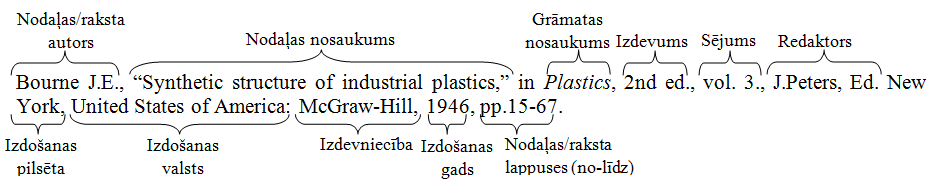 Nodaļas/raksta autors
Nodaļas nosaukums
Grāmatas nosaukums
Izdevums
Sējums
Redaktors
Bourne J.E., “Synthetic structure of industrial plastics,” in Plastics, 2nd ed., vol. 3., J.Peters, Ed. New
York, United States of America: McGraw-Hill, 1946, pp.15-67.
Izdošanas pilsēta
Izdošanas valsts
Izdevniecība
Izdošanas gads
Nodaļas/raksta lappuses (no-līdz)